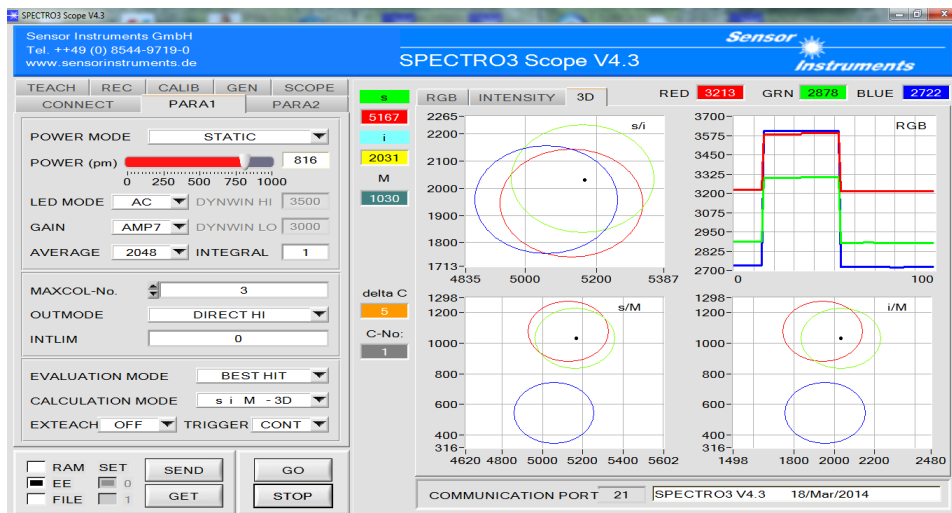 SPECTRO3 Scope V4.3
Sensor Instruments GmbH
Tel. ++49 (0) 8544-9719-0
www.sensorinstruments.de
SPECTRO3 Scope V4.3
Sensor
Instruments
TEACH REC CALIB GEN SCOPE
CONNECT PARA1 PARA2
POWER MODE STATIC
POWER (pm) 816
0 250 500 750 1000
LED MODE AC DYNWIN HI 3500
GAIN AMP7 DYNWIN LO 3000
AVERAGE 2048 INTEGRAL 1
MAXCOL-No. 3
OUTMODE DIRECT HI
INTLIM 0
EVALUATION MODE BEST HIT
CALCULATION MODE s i M - 3D
EXTEACH OFF TRIGGER CONT
RAM SET SEND GO
EE 0
FILE 1 GET STOP
s
5167
i
2031
M
1030
delta C
5
C-No:
1
RGB INTENSITY 3D RED 3213 GRN 2878 BLUE 2722
s/i
2265-
2200-
2100-
2000-
1900-
1800-
1713-
4835 5000 5200 5387
RGB
3700-
3575-
3450-
3325-
3200-
3075-
2950-
2825-
2700-
0 100
s/M
1298-
1200-
1000-
800-
600-
400-
316-
4620 4800 5000 5200 5400 5602
i/M
1298-
1200-
1000-
800-
600-
400-
316-
1498 1800 2000 2200 2480
COMMUNICATION PORT 21 SPECTRO3 V4.3 18/Mar/2014